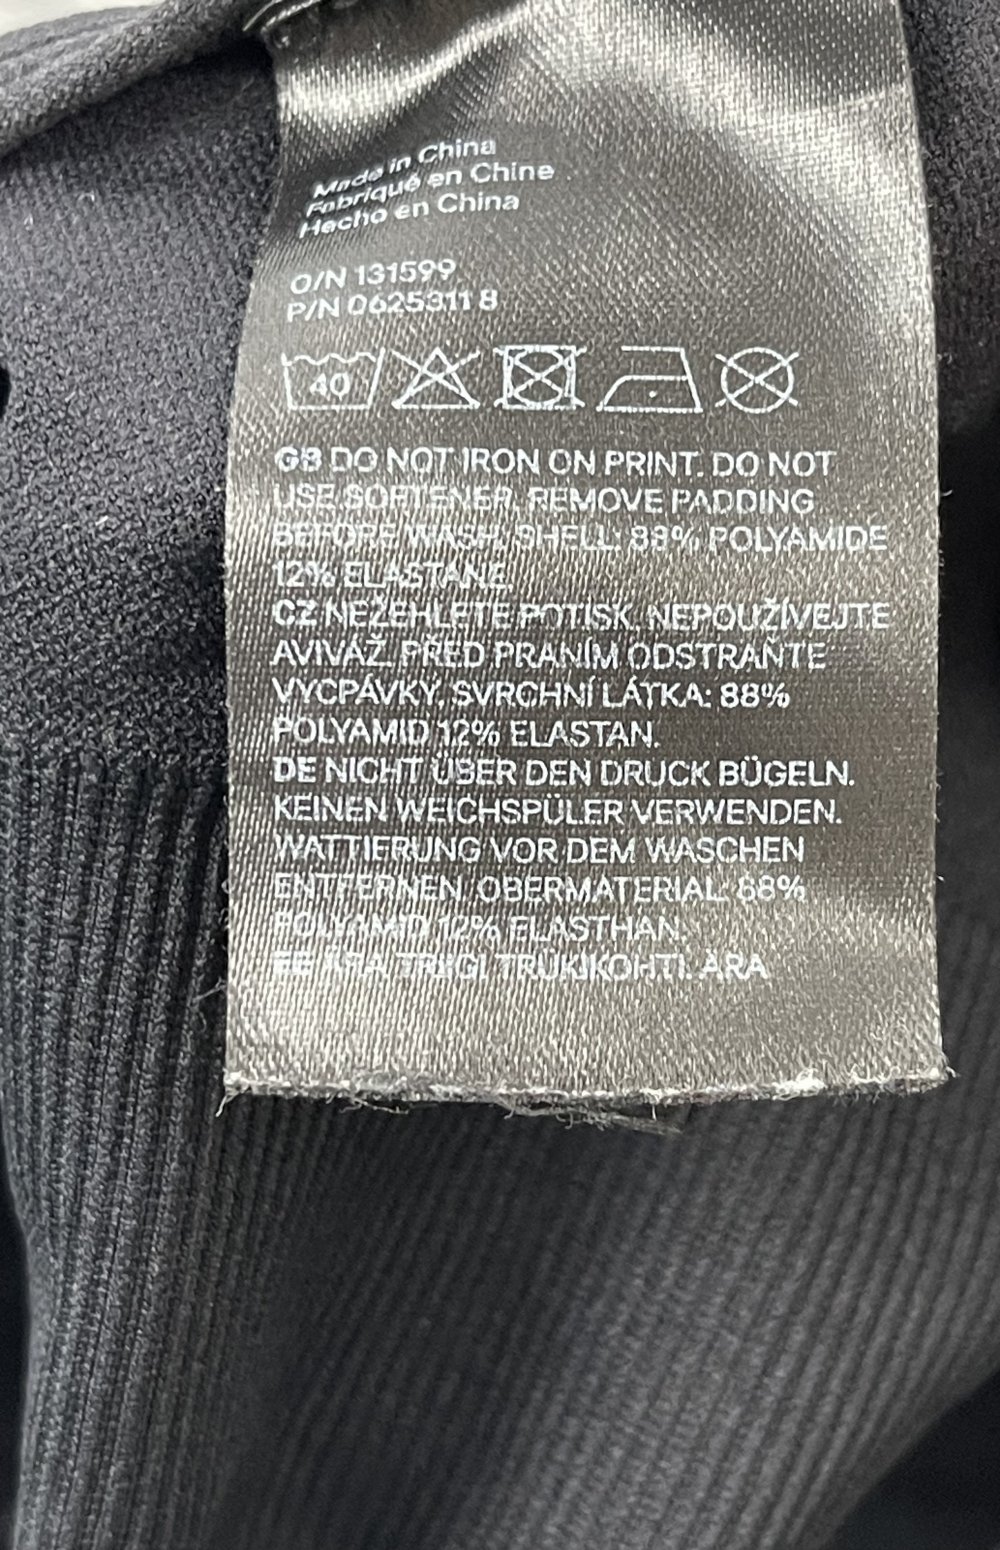 Made in China
Fabriqué en Chine
Hecho en China
O/N 131599
P/N 0625311 8
40
GB DO NOT IRON ON PRINT. DO NOT
USE SOFTENER. REMOVE PADDING
BEFORE WASH. SHELL: 88% POLYAMIDE
12% ELASTANE.
CZ NEŽEHLETE POTISK. NEPOUŽÍVEJTE
AVIVÁŽ. PŘED PRANÍM ODSTRAŇTE
VYCPÁVKY. SVRCHNÍ LÁTKA: 88%
POLYAMID 12% ELASTAN.
DE NICHT ÜBER DEN DRUCK BÜGELN.
KEINEN WEICHSPÜLER VERWENDEN.
WATTIERUNG VOR DEM WASCHEN
ENTFERNEN. OBERMATERIAL: 88%
POLYAMID 12% ELASTHAN.
EE ÄRA TRIIGI TRÜKIKOHTI. ÄRA